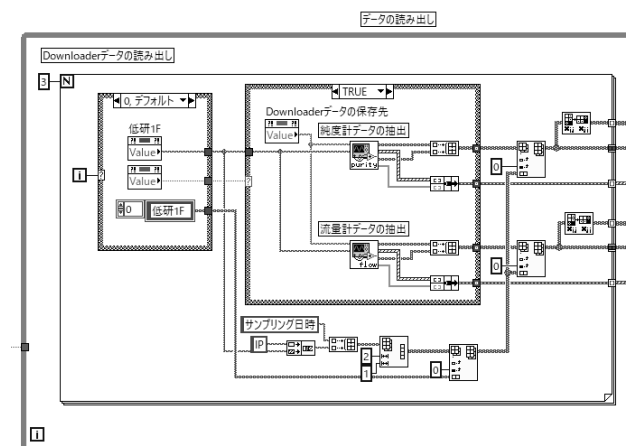 データの読み出し
Downloaderデータの読み出し
3 N
0, デフォルト
TRUE
低研1F
Value
Value
i
0 低研1F
Downloaderデータの保存先
Value
純度計データの抽出
purity
0
流量計データの抽出
flow
0
サンプリング日時
IP
2
1
0
i